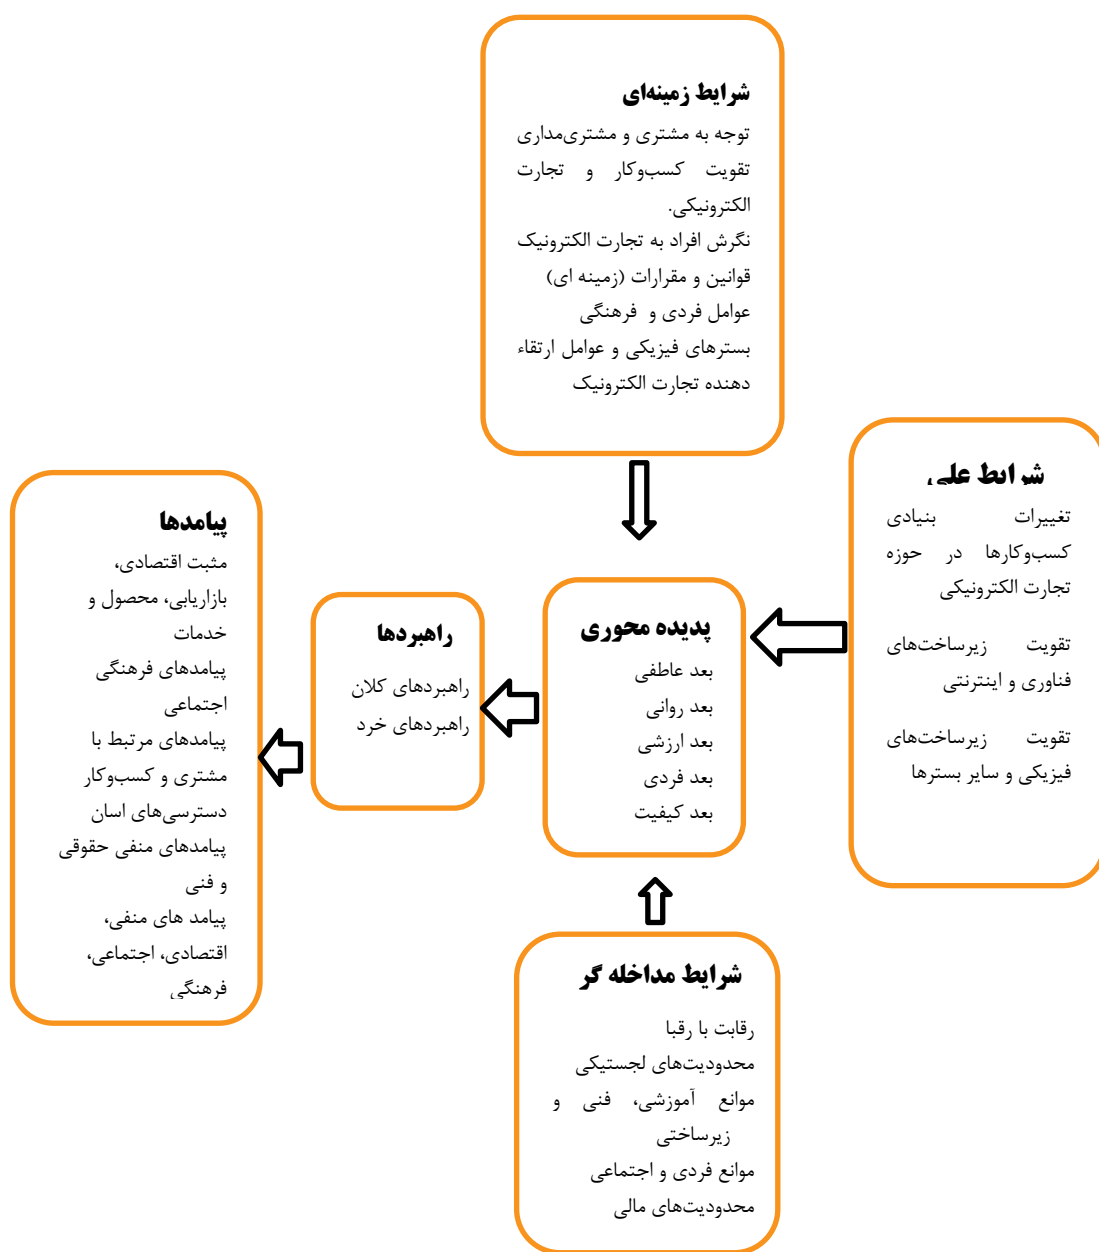 شرایط زمینه‌ای
توجه به مشتری و مشتری‌مداری
تقویت کسب‌وکار و تجارت
الکترونیکی.
نگرش افراد به تجارت الکترونیک
قوانین و مقرارات (زمینه ای)
عوامل فردی و فرهنگی
بسترهای فیزیکی و عوامل ارتقاء
دهنده تجارت الکترونیک
شرایط علی
تغییرات بنیادی
کسب‌وکارها در حوزه
تجارت الکترونیکی
تقویت زیرساخت‌های
فناوری و اینترنتی
تقویت زیرساخت‌های
فیزیکی و سایر بسترها
پدیده محوری
بعد عاطفی
بعد روانی
بعد ارزشی
بعد فردی
بعد کیفیت
راهبردها
راهبردهای کلان
راهبردهای خرد
پیامدها
مثبت اقتصادی،
بازاریابی، محصول و
خدمات
پیامدهای فرهنگی
اجتماعی
پیامدهای مرتبط با
مشتری و کسب‌وکار
دسترسی‌های اسان
پیامدهای منفی حقوقی
و فنی
پیامد های منفی،
اقتصادی، اجتماعی،
فرهنگی
شرایط مداخله گر
رقابت با رقبا
محدودیت‌های لجستیکی
موانع آموزشی، فنی و
زیرساختی
موانع فردی و اجتماعی
محدودیت‌های مالی